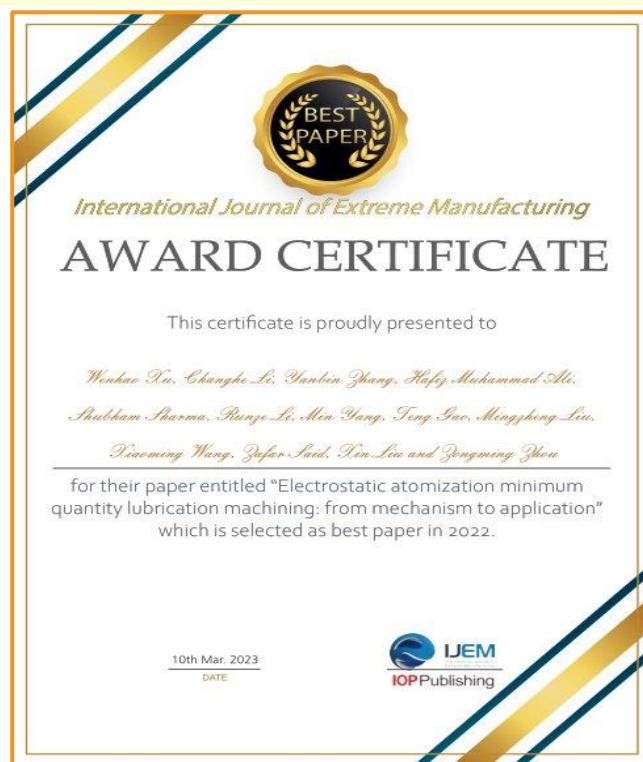 BEST
PAPER
International Journal of Extreme Manufacturing
AWARD CERTIFICATE
This certificate is proudly presented to
Wenhao Xu, Changhe Li, Yanbin Zhang, Hafiz Muhammad Ali,
Shubham Sharma, Runze Li, Min Yang, Teng Gao, Mingzheng Liu,
Xiaoming Wang, Zafar Said, Xin Liu and Zongming Zhou
for their paper entitled “Electrostatic atomization minimum
quantity lubrication machining: from mechanism to application”
which is selected as best paper in 2022.
10th Mar. 2023
DATE
IJEM
IOP Publishing